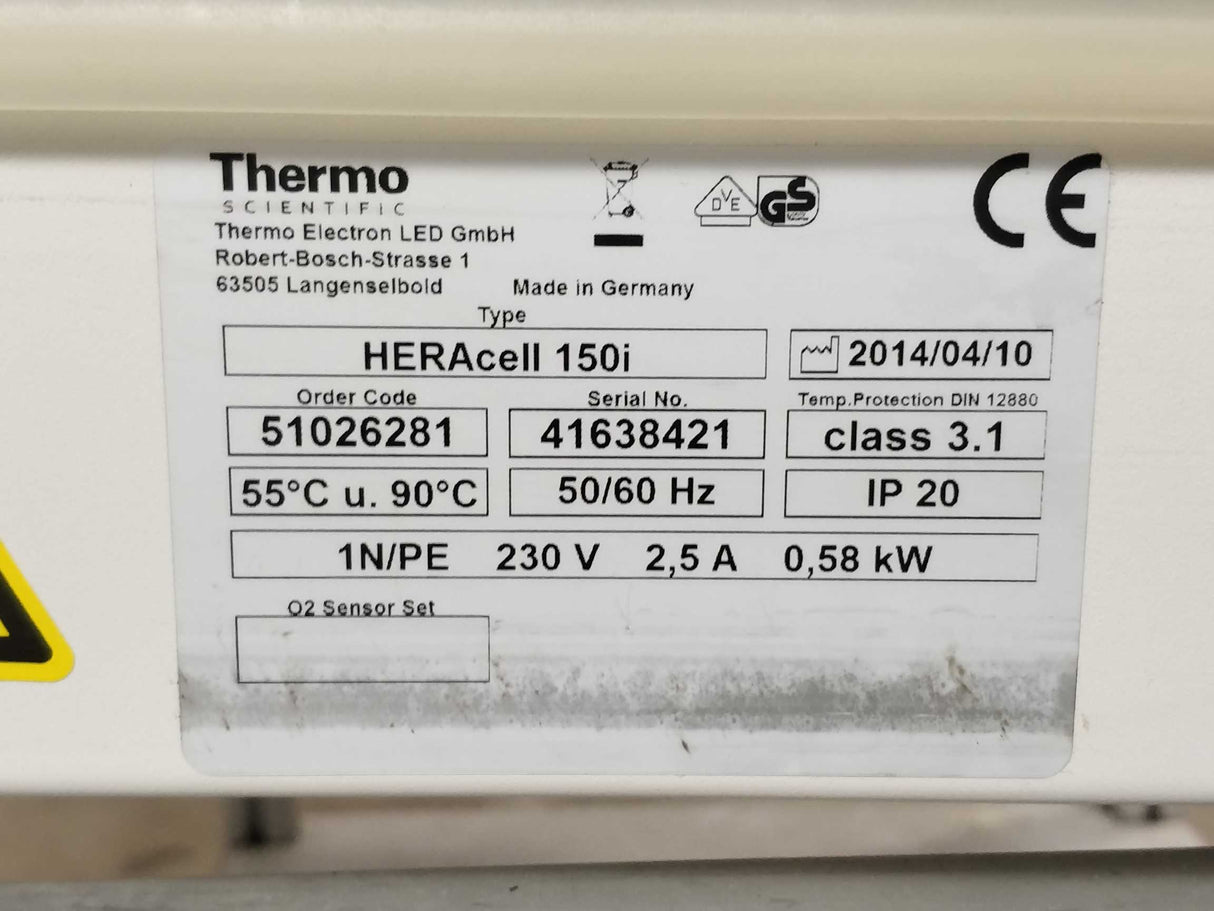 Thermo
SCIENTIFIC
Thermo Electron LED GmbH
Robert-Bosch-Strasse 1
63505 Langenselbold
Made in Germany
DVE
GS
CE
Type
HERAcell 150i
2014/04/10
Order Code
Serial No.
Temp.Protection DIN 12880
51026281
41638421
class 3.1
55°C u. 90°C
50/60 Hz
IP 20
1N/PE 230 V 2,5 A 0,58 kW
O2 Sensor Set